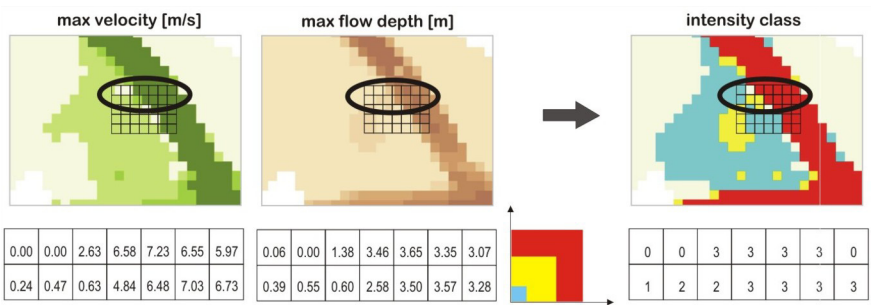 max velocity [m/s] max flow depth [m] intensity class
0.00 0.00 2.63 6.58 7.23 6.55 5.97
0.24 0.47 0.63 4.84 6.48 7.03 6.73
0.06 0.00 1.38 3.46 3.65 3.35 3.07
0.39 0.55 0.60 2.58 3.50 3.57 3.28
0 0 3 3 3 3 0
1 2 2 3 3 3 3